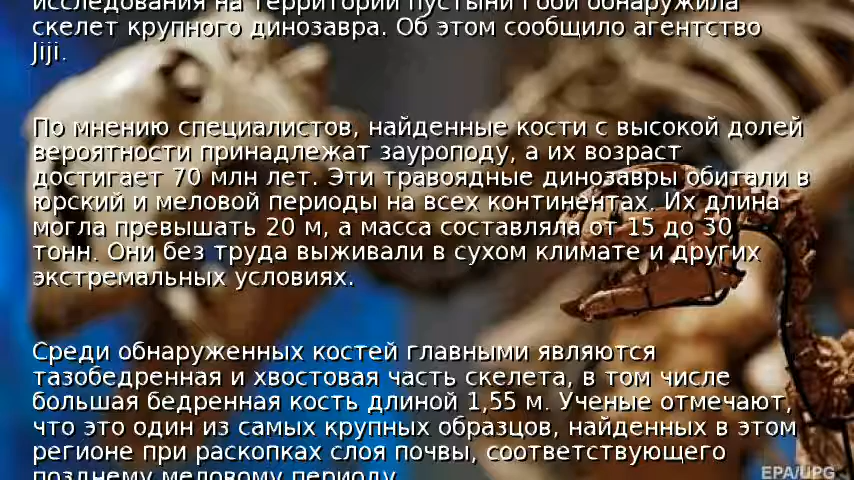 исследования на территории пустыни Гоби обнаружила
скелет крупного динозавра. Об этом сообщило агентство
Jiji.
По мнению специалистов, найденные кости с высокой долей
вероятности принадлежат зауроподу, а их возраст
достигает 70 млн лет. Эти травоядные динозавры обитали в
юрский и меловой периоды на всех континентах. Их длина
могла превышать 20 м, а масса составляла от 15 до 30
тонн. Они без труда выживали в сухом климате и других
экстремальных условиях.
Среди обнаруженных костей главными являются
тазобедренная и хвостовая часть скелета, в том числе
большая бедренная кость длиной 1,55 м. Ученые отмечают,
что это один из самых крупных образцов, найденных в этом
регионе при раскопках слоя почвы, соответствующего
позднему меловому периоду.
EPA/UPG